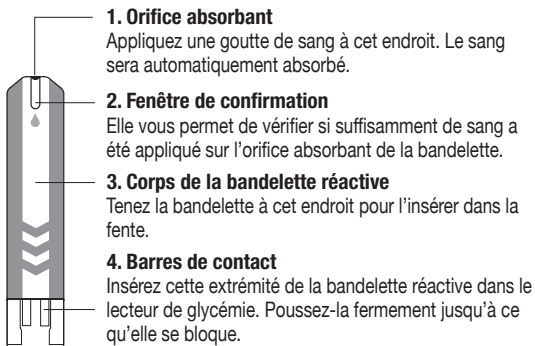 1. Orifice absorbant
Appliquez une goutte de sang à cet endroit. Le sang
sera automatiquement absorbé.
2. Fenêtre de confirmation
Elle vous permet de vérifier si suffisamment de sang a
été appliqué sur l’orifice absorbant de la bandelette.
3. Corps de la bandelette réactive
Tenez la bandelette à cet endroit pour l’insérer dans la
fente.
4. Barres de contact
Insérez cette extrémité de la bandelette réactive dans le
lecteur de glycémie. Poussez-la fermement jusqu’à ce
qu’elle se bloque.